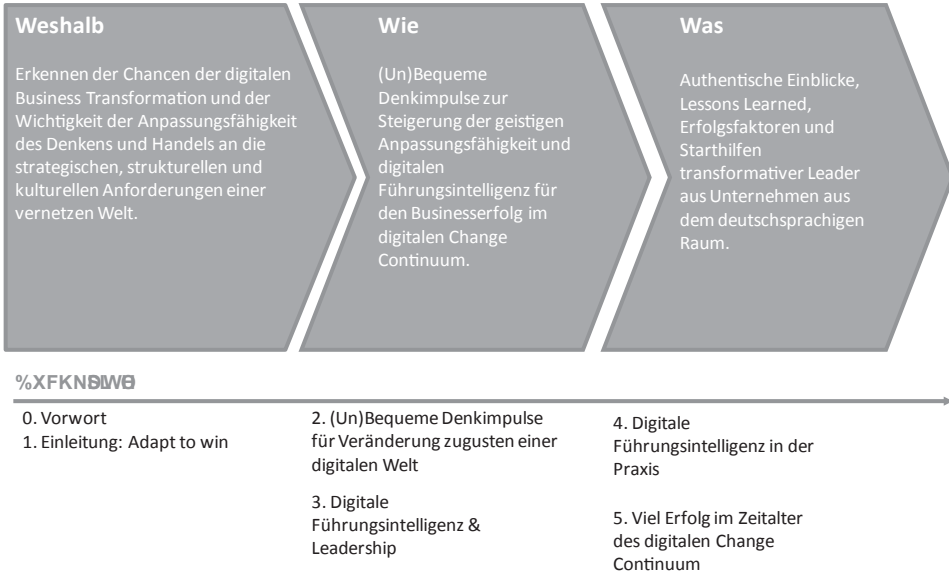 Weshalb
Erkennen der Chancen der digitalen
Business Transformation und der
Wichtigkeit der Anpassungsfähigkeit
des Denkens und Handels an die
strategischen, strukturellen und
kulturellen Anforderungen einer
vernetzen Welt.
Wie
(Un)Bequeme
Denkimpulse zur
Steigerung der geistigen
Anpassungsfähigkeit und
digitalen
Führungsintelligenz für
den Businesserfolg im
digitalen Change
Continuum.
Was
Authentische Einblicke,
Lessons Learned,
Erfolgsfaktoren und
Starthilfen
transformativer Leader
aus Unternehmen aus
dem deutschsprachigen
Raum.
0. Vorwort
1. Einleitung: Adapt to win
2. (Un)Bequeme Denkimpulse
für Veränderung zugusten einer
digitalen Welt
3. Digitale
Führungsintelligenz &
Leadership
4. Digitale
Führungsintelligenz in der
Praxis
5. Viel Erfolg im Zeitalter
des digitalen Change
Continuum